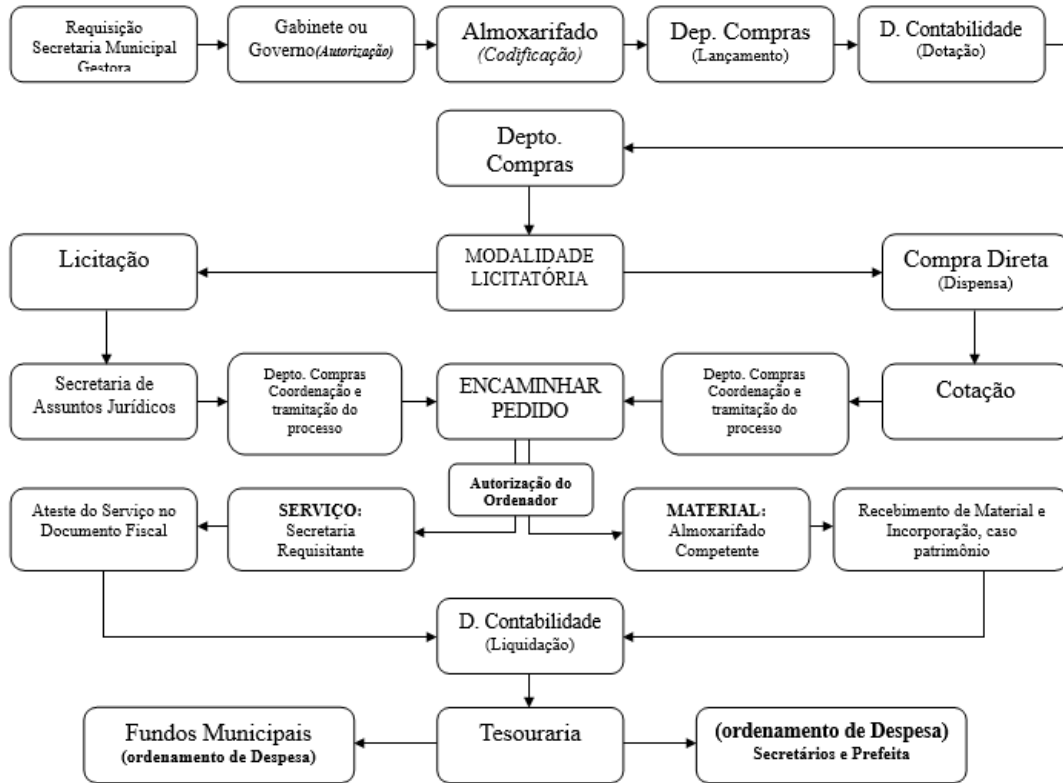 Requisição
Secretaria Municipal
Gestora
Gabinete ou
Governo(Autorização)
Almoxarifado
(Codificação)
Dep. Compras
(Lançamento)
D. Contabilidade
(Dotação)
Depto.
Compras
Licitação
MODALIDADE
LICITATÓRIA
Compra Direta
(Dispensa)
Secretaria de
Assuntos Jurídicos
Depto. Compras
Coordenação e
tramitação do
processo
ENCAMINHAR
PEDIDO
Depto. Compras
Coordenação e
tramitação do
processo
Cotação
Autorização do
Ordenador
Ateste do Serviço no
Documento Fiscal
SERVIÇO:
Secretaria
Requisitante
MATERIAL:
Almoxarifado
Competente
Recebimento de Material e
Incorporação, caso
patrimônio
D. Contabilidade
(Liquidação)
Fundos Municipais
(ordenamento de Despesa)
Tesouraria
(ordenamento de Despesa)
Secretários e Prefeita